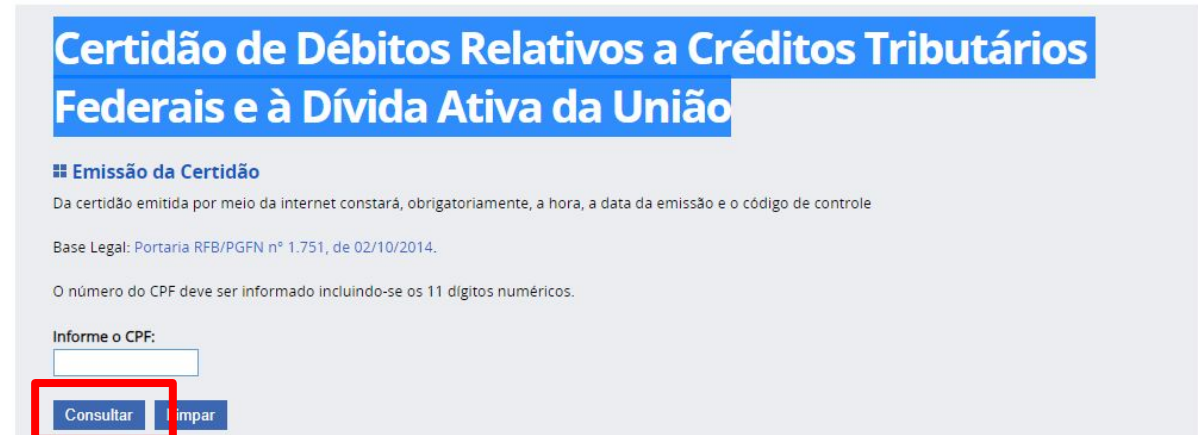 Certidão de Débitos Relativos a Créditos Tributários
Federais e à Dívida Ativa da União
Emissão da Certidão
Da certidão emitida por meio da internet constará, obrigatoriamente, a hora, a data da emissão e o código de controle
Base Legal: Portaria RFB/PGFN nº 1.751, de 02/10/2014.
O número do CPF deve ser informado incluindo-se os 11 dígitos numéricos.
Informe o CPF:
Consultar Limpar